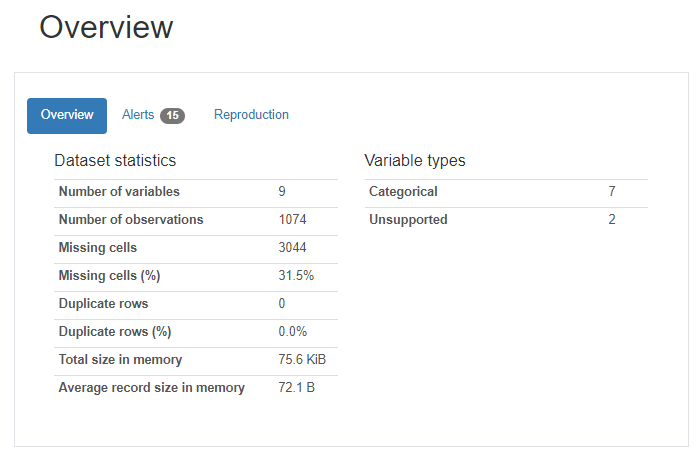 Overview
Overview Alerts 15 Reproduction
Dataset statistics
Number of variables 9
Number of observations 1074
Missing cells 3044
Missing cells (%) 31.5%
Duplicate rows 0
Duplicate rows (%) 0.0%
Total size in memory 75.6 KiB
Average record size in memory 72.1 B
Variable types
Categorical 7
Unsupported 2